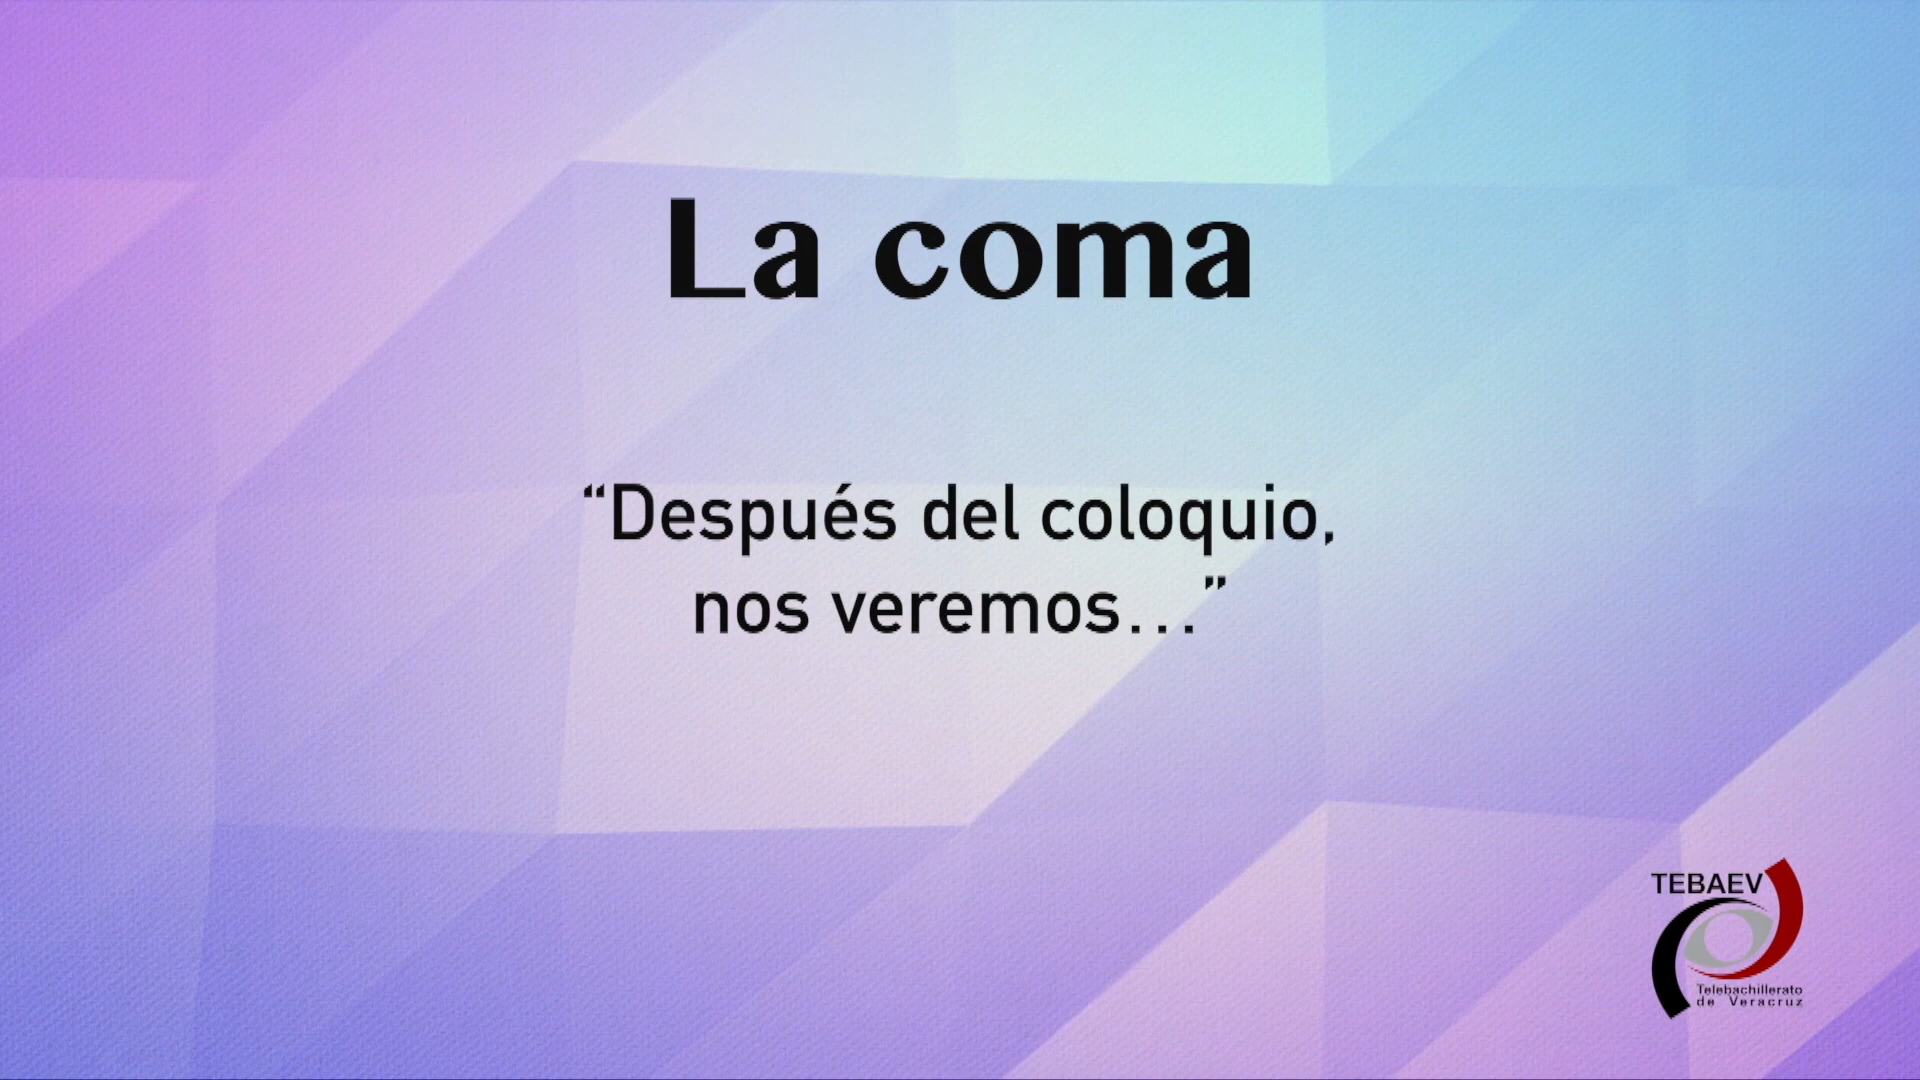 La coma
“Después del coloquio,
nos veremos...”
TEBAEV
Telebachillerato
de Veracruz